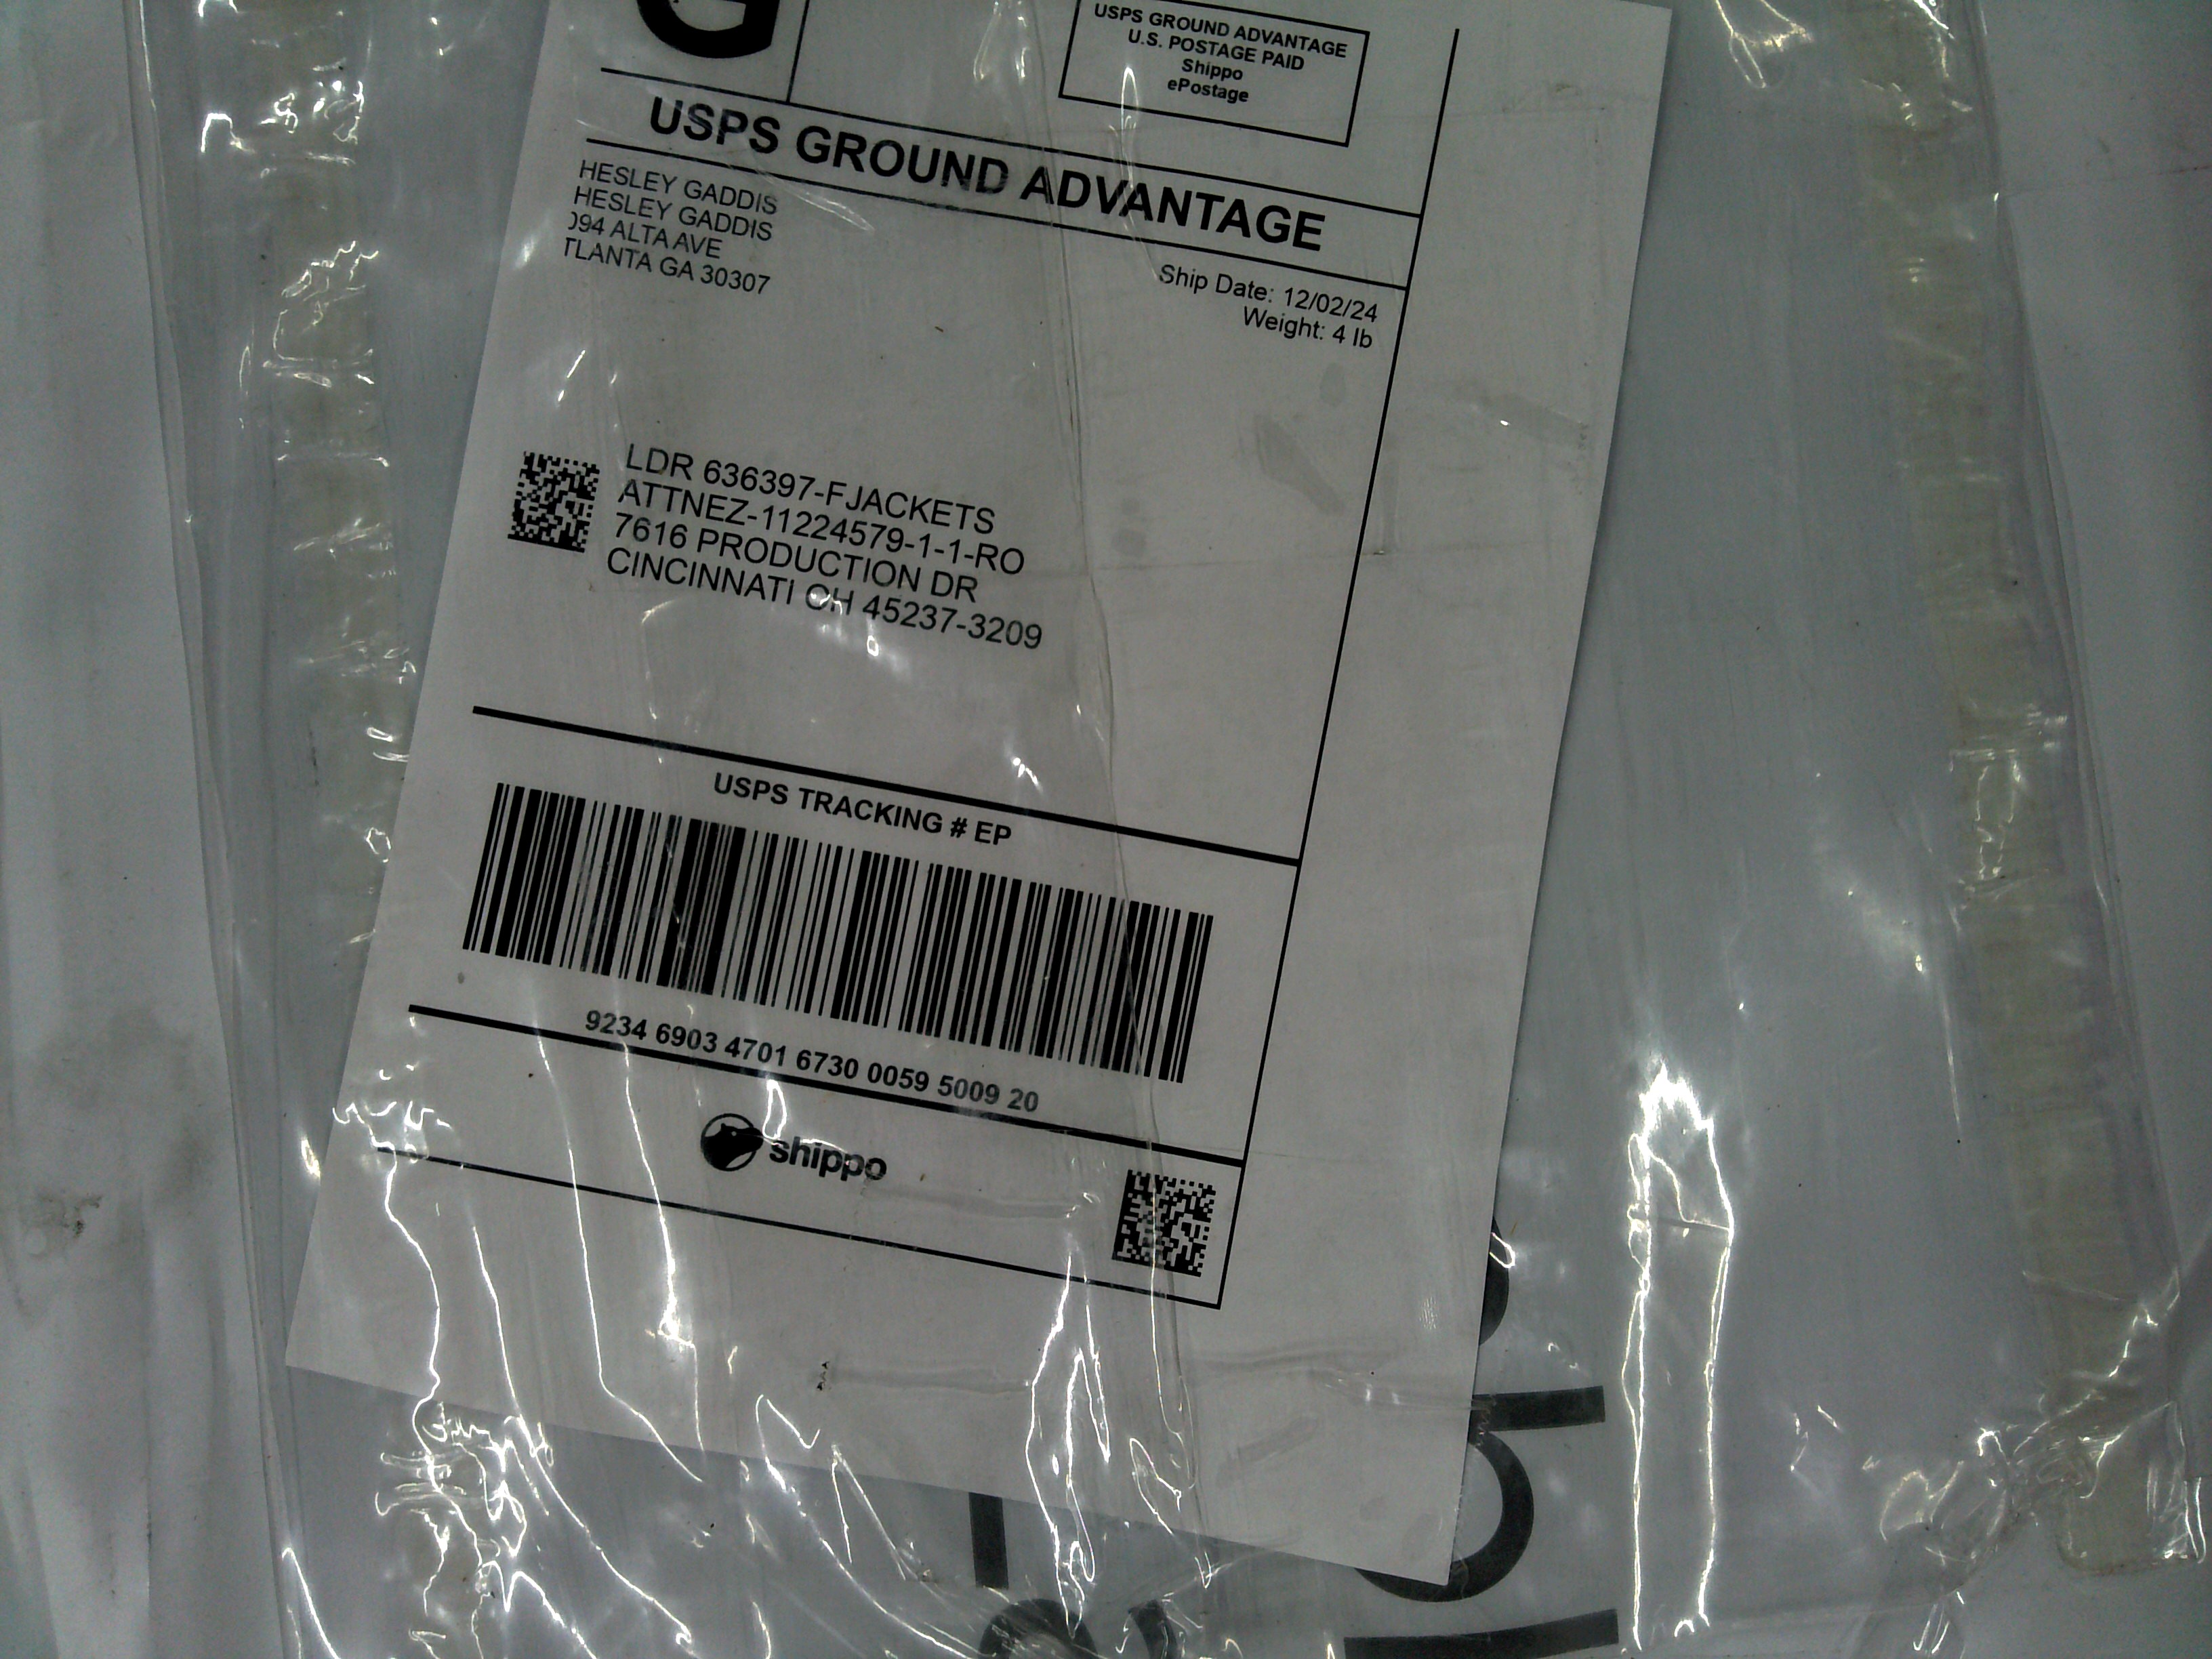 G
USPS GROUND ADVANTAGE
U.S. POSTAGE PAID
Shippo
ePostage
USPS GROUND ADVANTAGE
HESLEY GADDIS
HESLEY GADDIS
094 ALTA AVE
TLANTA GA 30307
Ship Date: 12/02/24
Weight: 4 lb
LDR 636397-FJACKETS
ATTNEZ-11224579-1-1-RO
7616 PRODUCTION DR
CINCINNATI OH 45237-3209
USPS TRACKING # EP
9234 6903 4701 6730 0059 5009 20
shippo